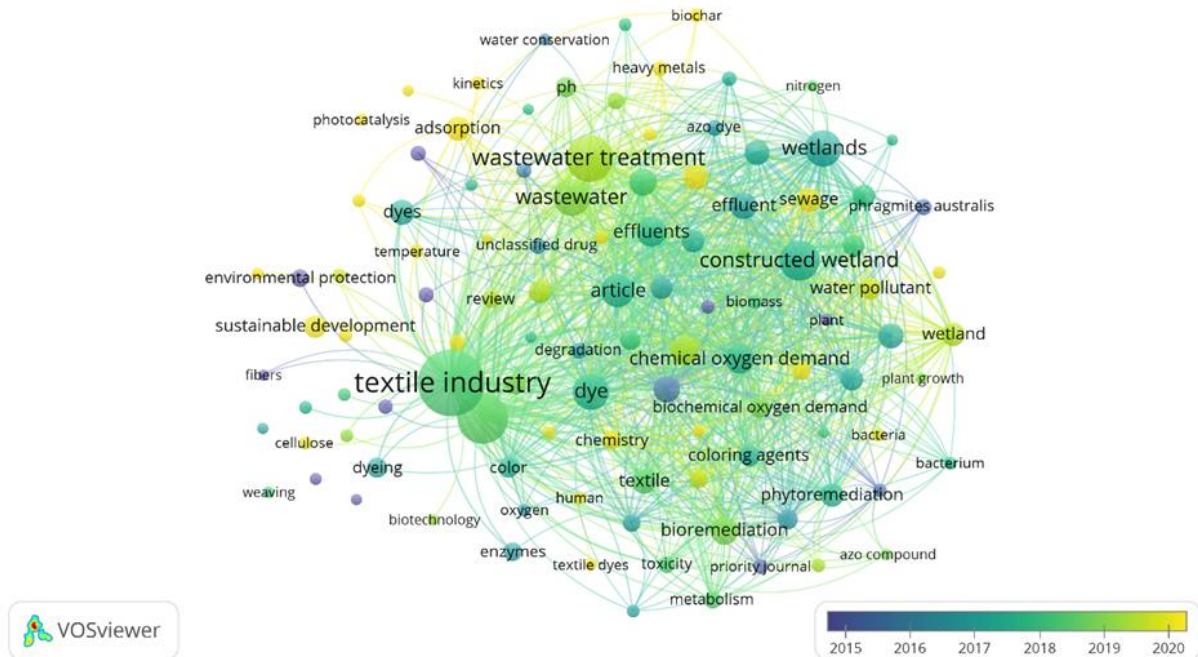 biochar
water conservation
heavy metals
kinetics
ph
nitrogen
photocatalysis
adsorption
azo dye
wastewater treatment
wetlands
wastewater
effluent
sewage
phragmites australis
dyes
effluents
unclassified drug
temperature
constructed wetland
environmental protection
water pollutant
review
article
biomass
plant
sustainable development
wetland
degradation
chemical oxygen demand
fibers
textile industry
plant growth
dye
biochemical oxygen demand
cellulose
chemistry
bacteria
coloring agents
dyeing
color
bacterium
textile
weaving
human
phytoremediation
oxygen
biotechnology
bioremediation
enzymes
azo compound
textile dyes
toxicity
priority journal
metabolism
VOSviewer
2015 2016 2017 2018 2019 2020